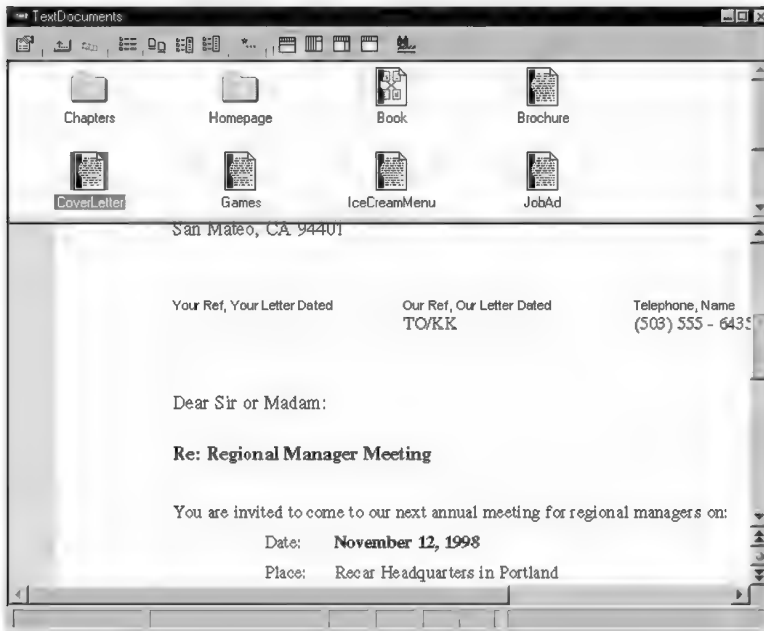 TextDocuments
Chapters Homepage Book Brochure
CoverLetter Games IceCreamMenu JobAd
San Mateo, CA 94401
Your Ref, Your Letter Dated Our Ref, Our Letter Dated Telephone, Name
TO/KK (503) 555 - 6435
Dear Sir or Madam:
Re: Regional Manager Meeting
You are invited to come to our next annual meeting for regional managers on:
Date: November 12, 1998
Place: Recar Headquarters in Portland